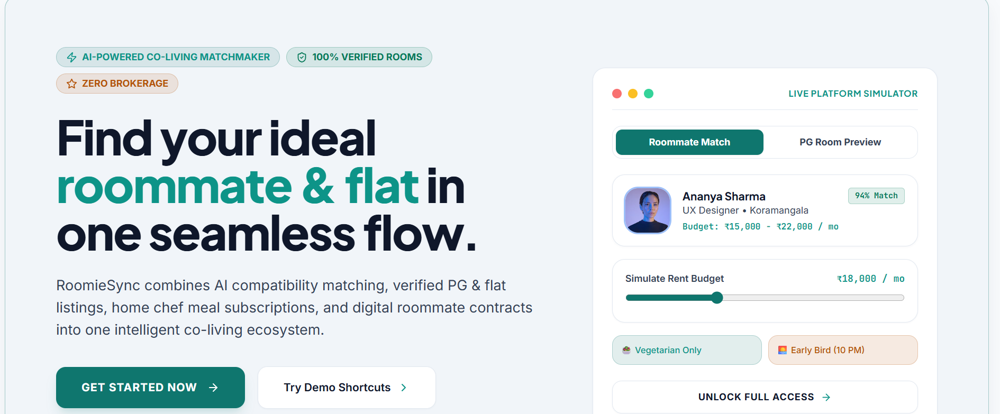 AI-POWERED CO-LIVING MATCHMAKER
100% VERIFIED ROOMS
ZERO BROKERAGE
Find your ideal
roommate & flat in
one seamless flow.
RoomieSync combines AI compatibility matching, verified PG & flat
listings, home chef meal subscriptions, and digital roommate contracts
into one intelligent co-living ecosystem.
GET STARTED NOW →
Try Demo Shortcuts >
LIVE PLATFORM SIMULATOR
Roommate Match
PG Room Preview
Ananya Sharma
94% Match
UX Designer • Koramangala
Budget: ₹15,000 - ₹22,000 / mo
Simulate Rent Budget
₹18,000 / mo
Vegetarian Only
Early Bird (10 PM)
UNLOCK FULL ACCESS →